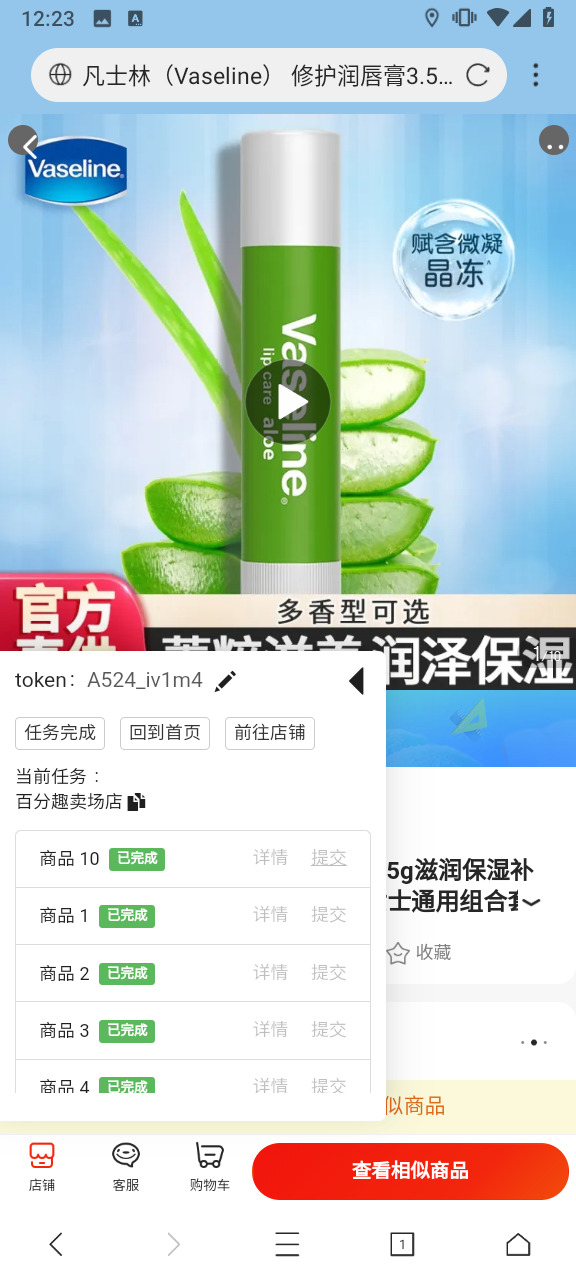 12:23
凡士林（Vaseline） 修护润唇膏3.5...
Vaseline
赋含微凝
晶冻
Vaseline
lip care aloe
官方
多香型可选
润泽保湿
1/10
token: A524_iv1m4
任务完成 回到首页 前往店铺
当前任务：
百分趣卖场店
商品 10 已完成 详情 提交
商品 1 已完成 详情 提交
商品 2 已完成 详情 提交
商品 3 已完成 详情 提交
商品 4 已完成 详情 提交
5g滋润保湿补
士通用组合
收藏
似商品
店铺 客服 购物车 查看相似商品
1